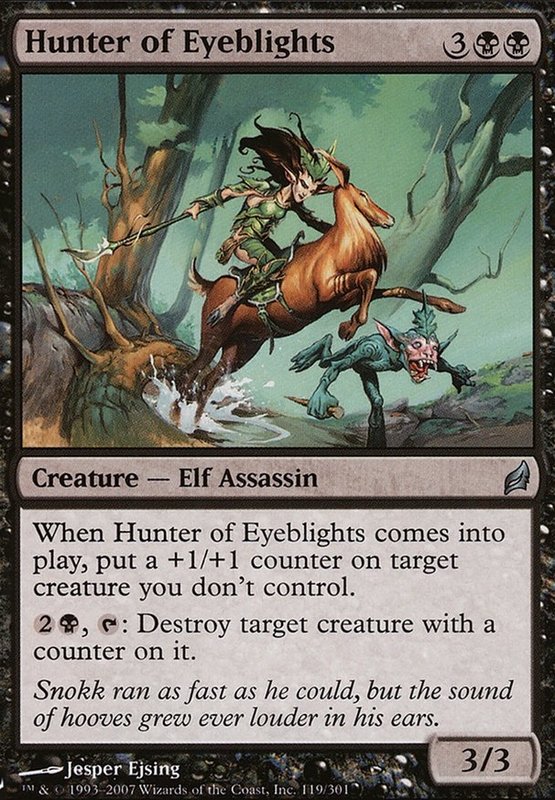 Hunter of Eyeblights 3
Creature — Elf Assassin
When Hunter of Eyeblights comes into
play, put a +1/+1 counter on target
creature you don't control.
2, : Destroy target creature with a
counter on it.
Snokk ran as fast as he could, but the sound
of hooves grew ever louder in his ears.
3/3
Jesper Ejsing
™ & © 1993–2007 Wizards of the Coast, Inc. 119/301